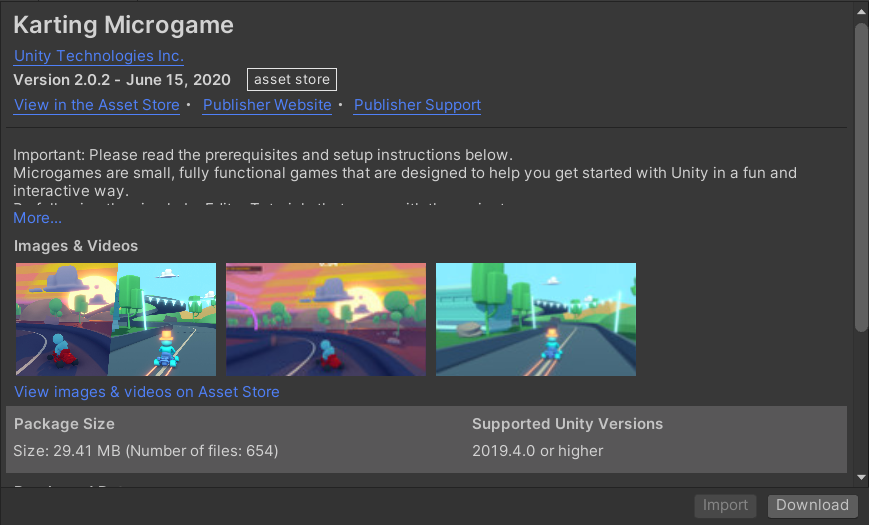 Karting Microgame
Unity Technologies Inc.
Version 2.0.2 - June 15, 2020 asset store
View in the Asset Store • Publisher Website • Publisher Support
Important: Please read the prerequisites and setup instructions below.
Microgames are small, fully functional games that are designed to help you get started with Unity in a fun and
interactive way.
More...
Images & Videos
View images & videos on Asset Store
Package Size Supported Unity Versions
Size: 29.41 MB (Number of files: 654) 2019.4.0 or higher
Import Download